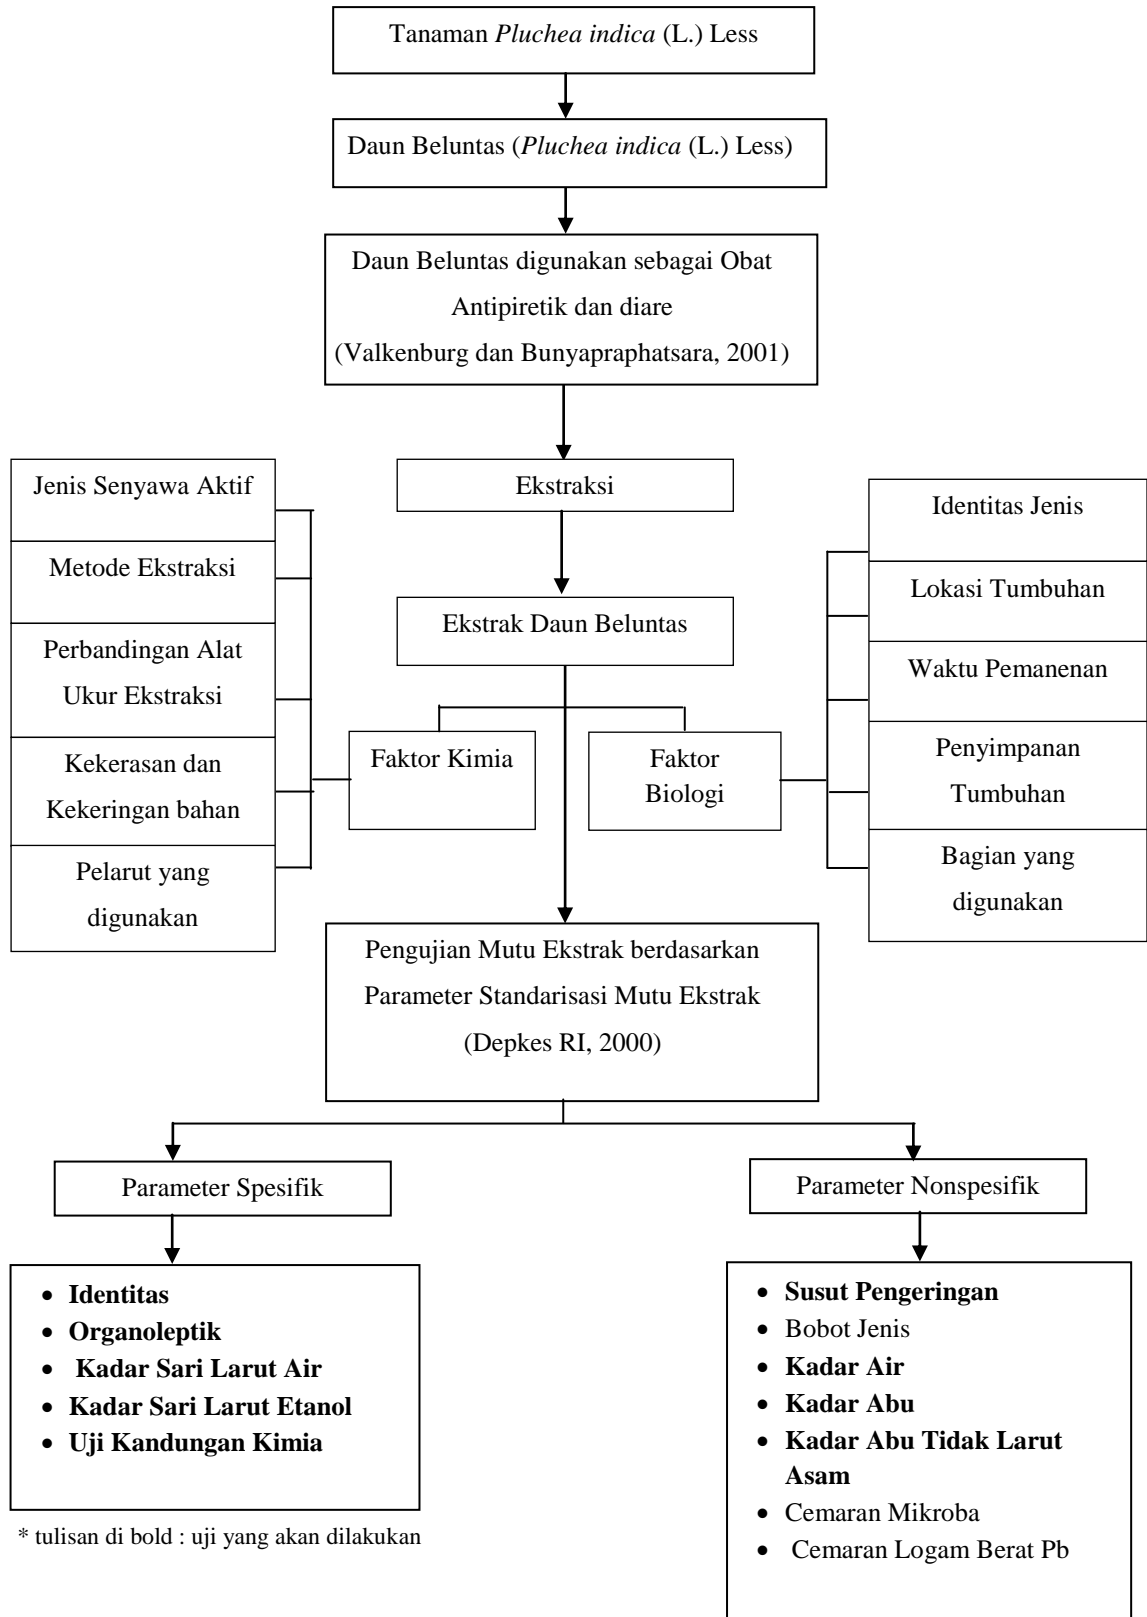 Tanaman Pluchea indica (L.) Less
Daun Beluntas (Pluchea indica (L.) Less)
Daun Beluntas digunakan sebagai Obat
Antipiretik dan diare
(Valkenburg dan Bunyapraphatsara, 2001)
Ekstraksi
Ekstrak Daun Beluntas
Jenis Senyawa Aktif
Metode Ekstraksi
Perbandingan Alat
Ukur Ekstraksi
Kekerasan dan
Kekeringan bahan
Pelarut yang
digunakan
Faktor Kimia
Faktor
Biologi
Identitas Jenis
Lokasi Tumbuhan
Waktu Pemanenan
Penyimpanan
Tumbuhan
Bagian yang
digunakan
Pengujian Mutu Ekstrak berdasarkan
Parameter Standarisasi Mutu Ekstrak
(Depkes RI, 2000)
Parameter Spesifik
• Identitas
• Organoleptik
• Kadar Sari Larut Air
• Kadar Sari Larut Etanol
• Uji Kandungan Kimia
Parameter Nonspesifik
• Susut Pengeringan
• Bobot Jenis
• Kadar Air
• Kadar Abu
• Kadar Abu Tidak Larut
Asam
• Cemaran Mikroba
• Cemaran Logam Berat Pb
* tulisan di bold : uji yang akan dilakukan